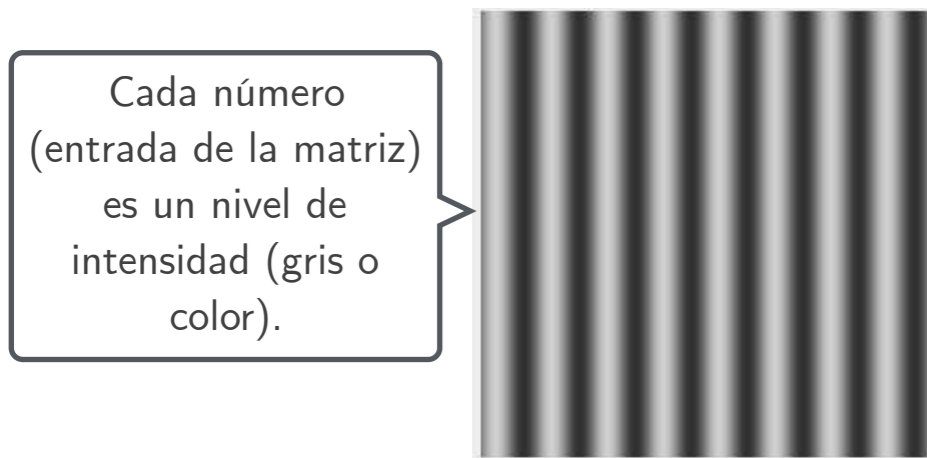 Cada número
(entrada de la matriz)
es un nivel de
intensidad (gris o
color).